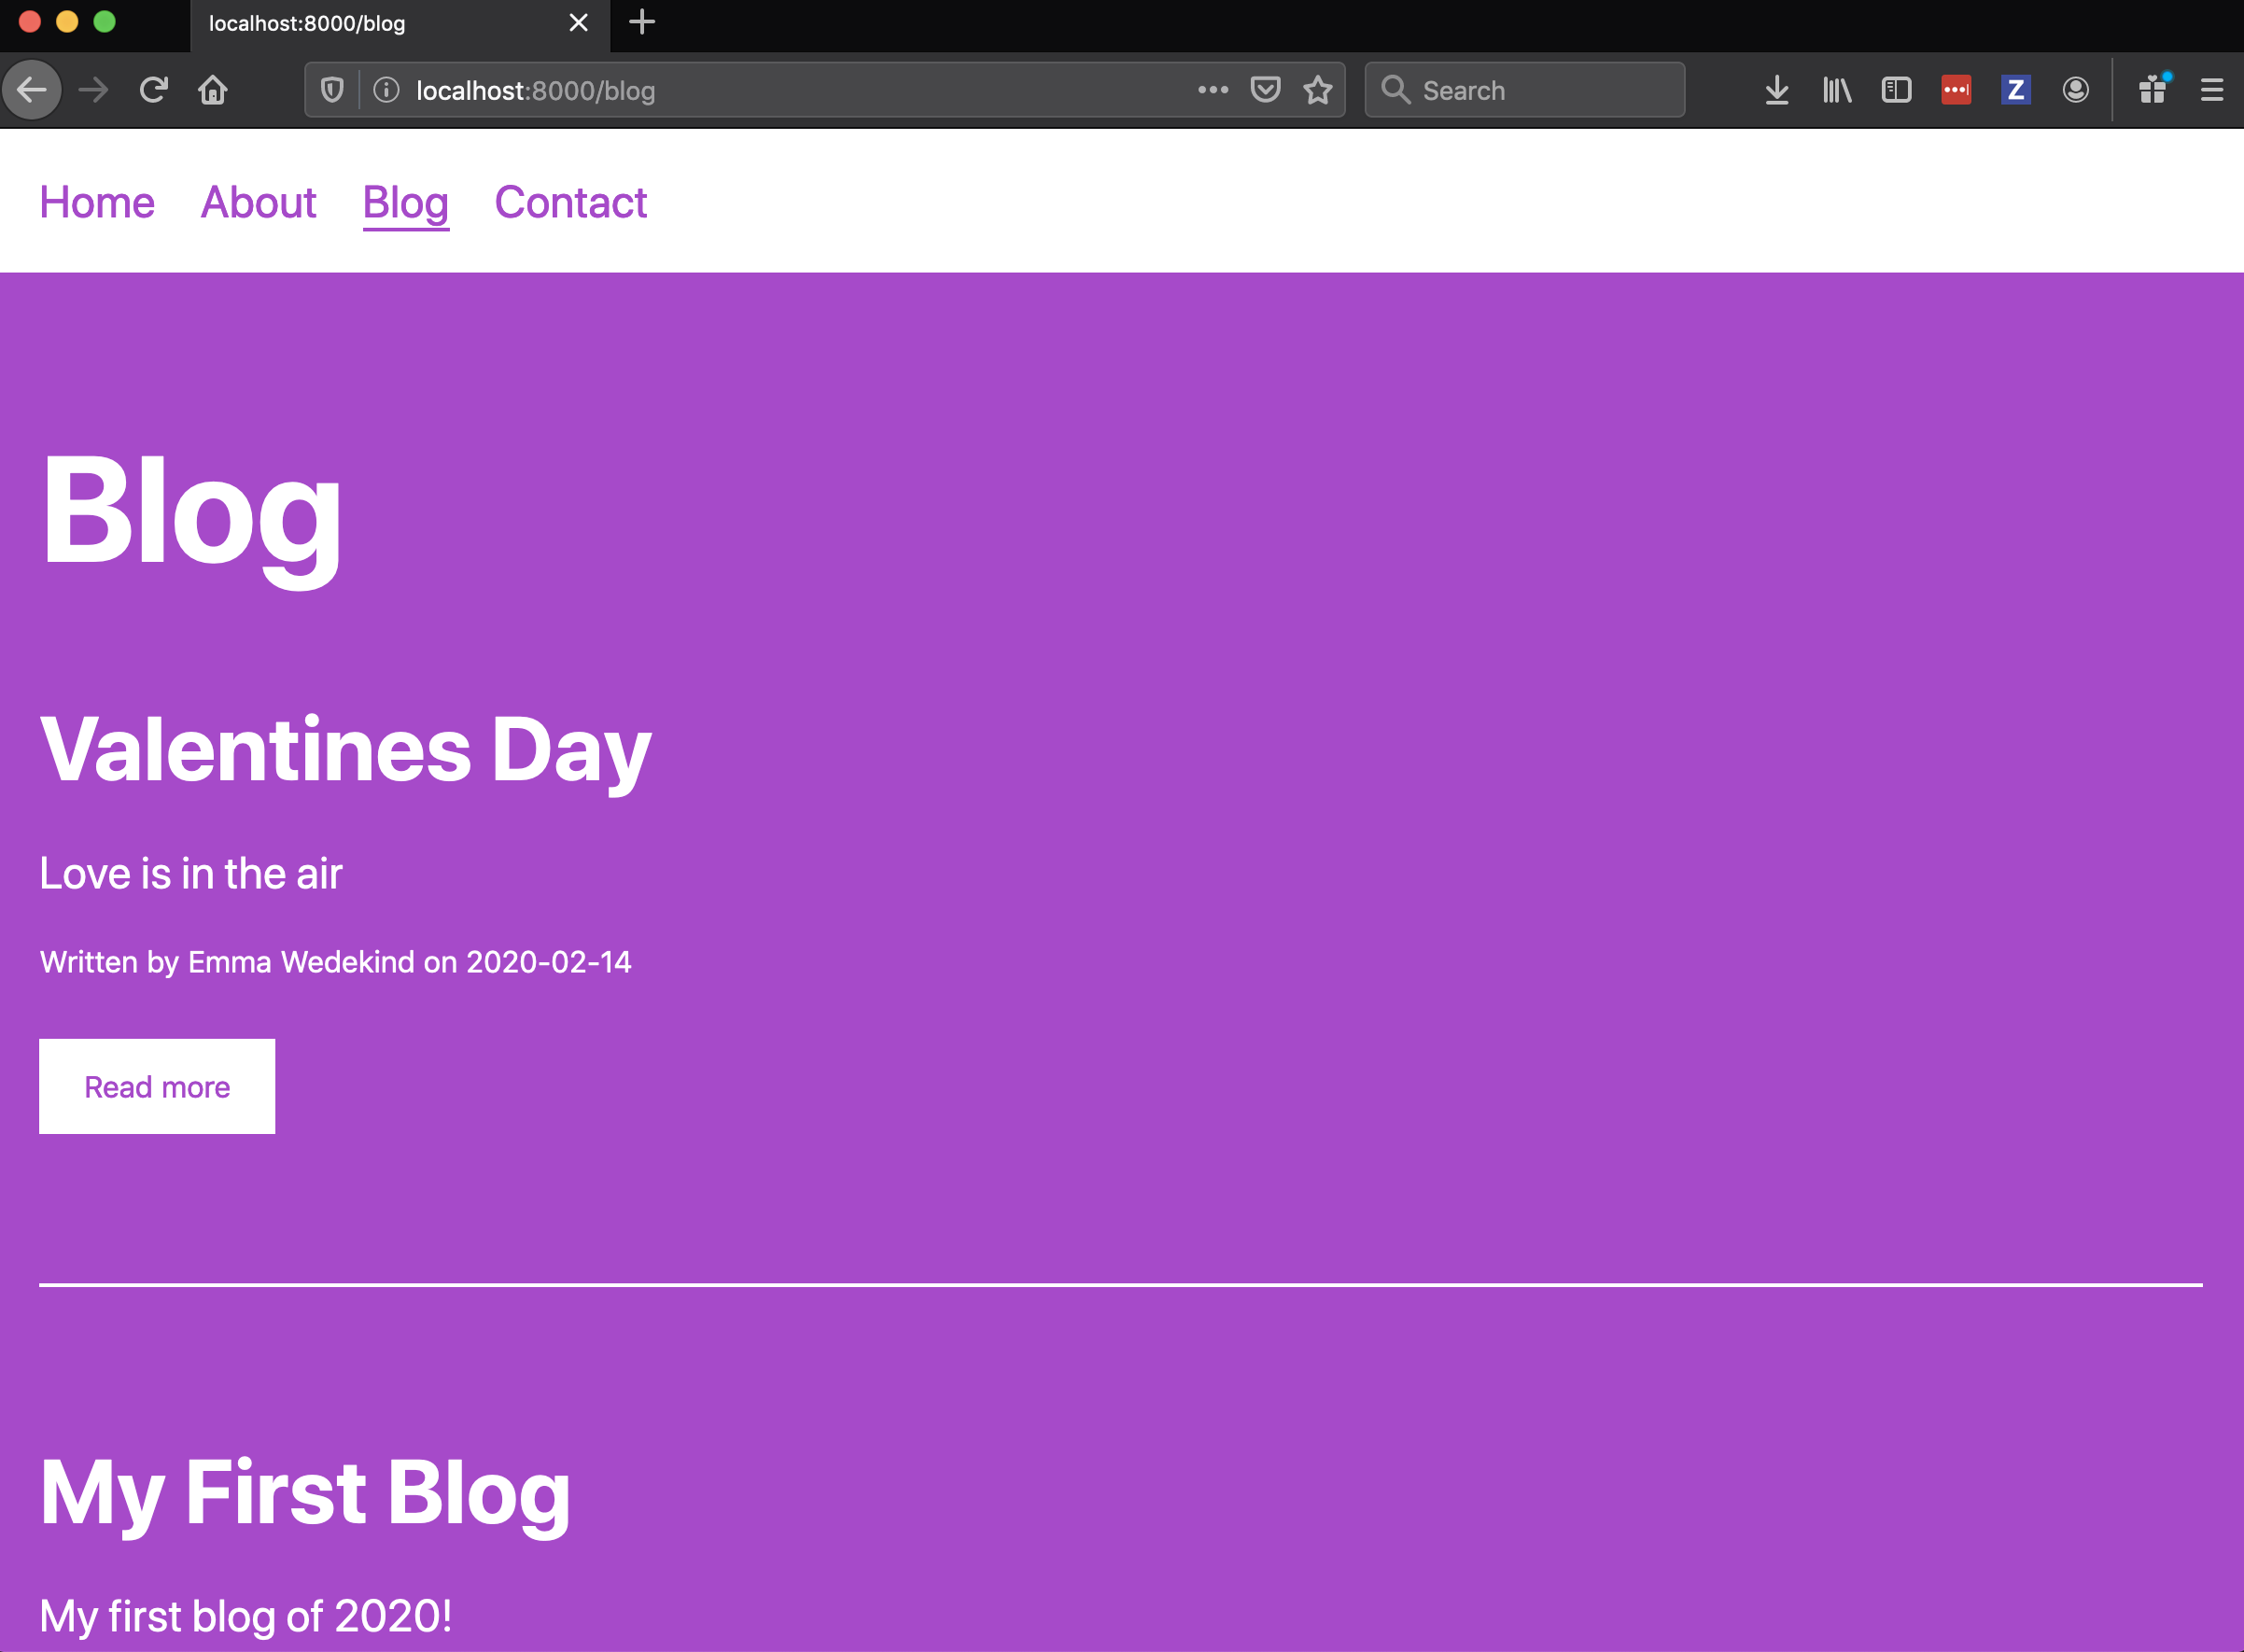 localhost:8000/blog
localhost:8000/blog
Search
Z
Home About Blog Contact
Blog
Valentines Day
Love is in the air
Written by Emma Wedekind on 2020-02-14
Read more
My First Blog
My first blog of 2020!